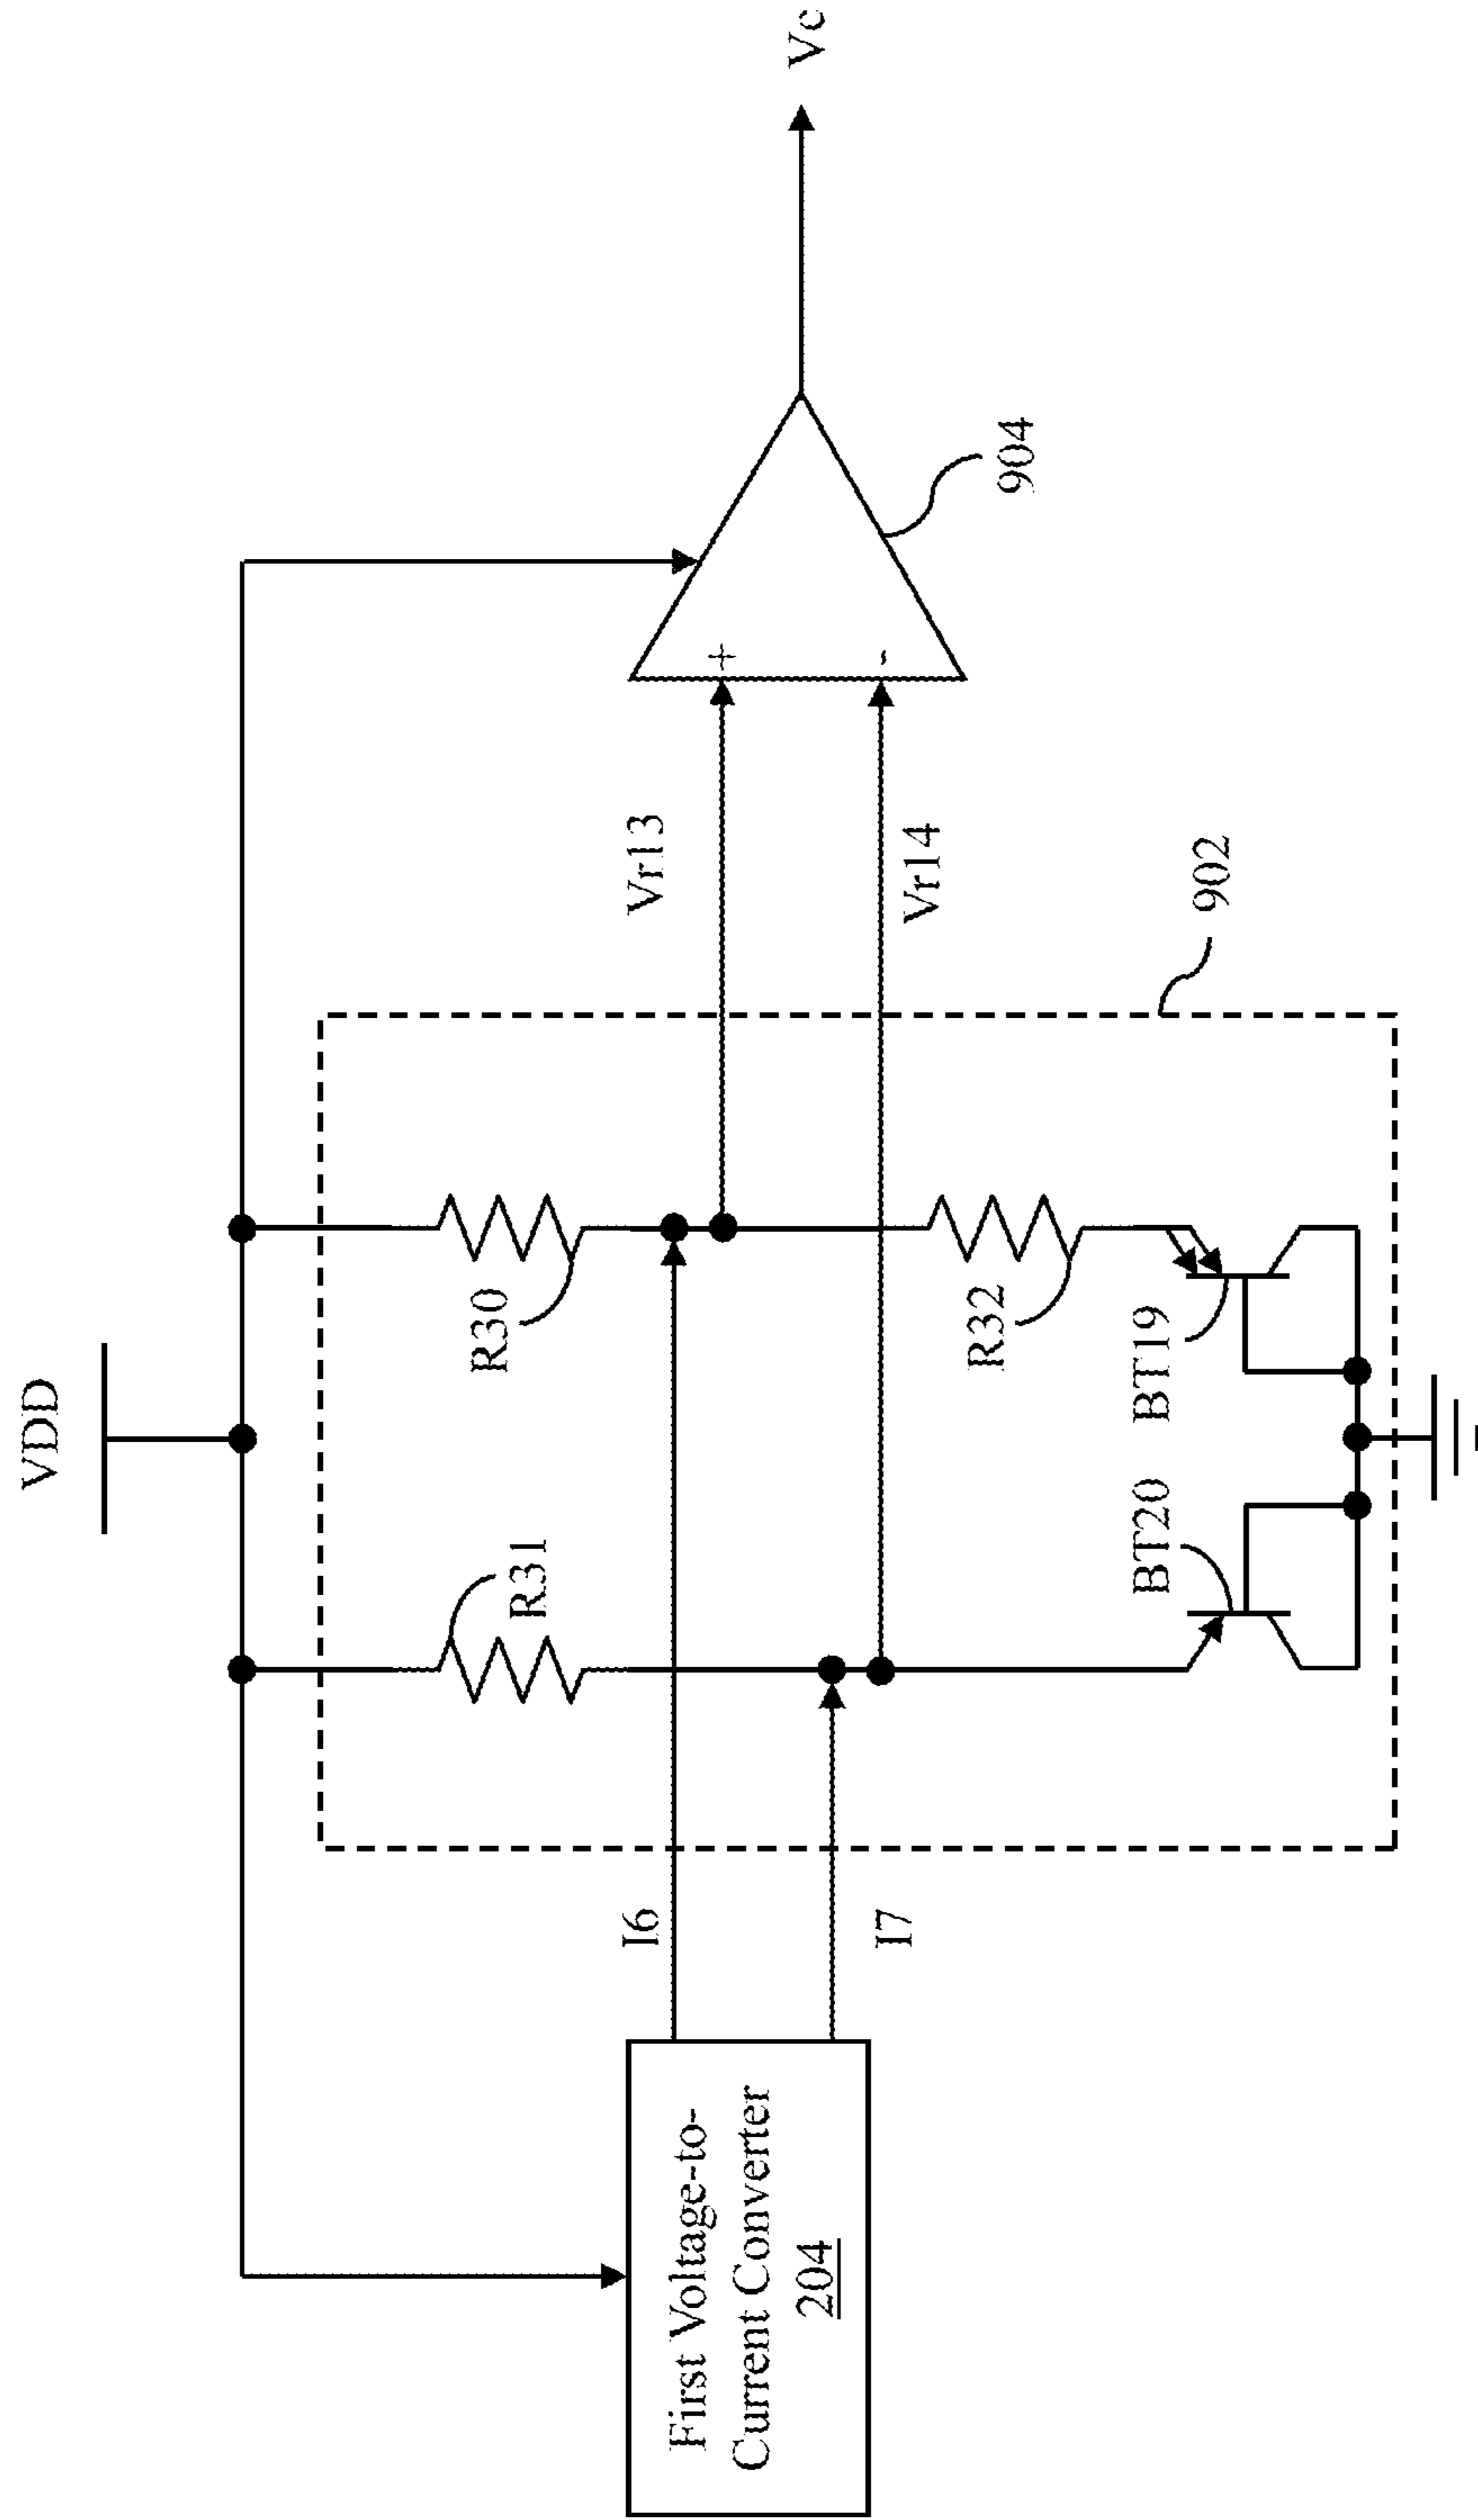 VDD
R31
R30
I6
I7
Vr13
Vr14
+
-
Vc
904
First Voltage-to-
Current Converter
204
R32
BT20
BT19
902